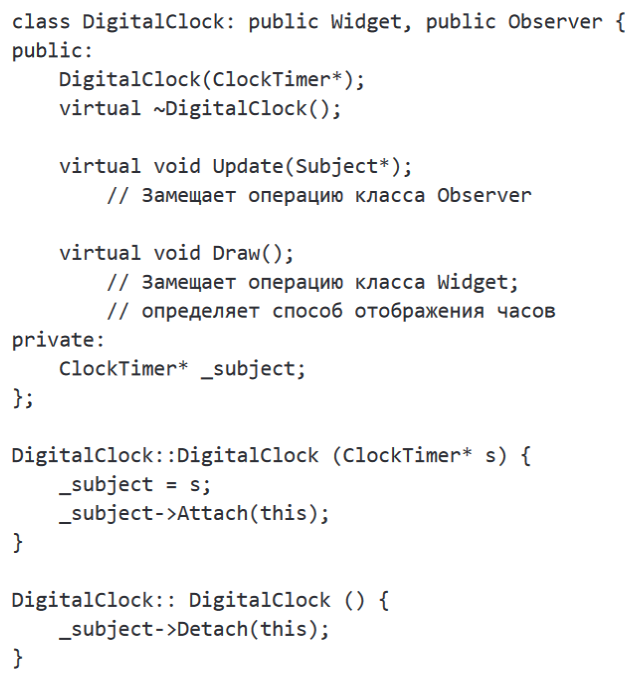 class DigitalClock: public Widget, public Observer {
public:
    DigitalClock(ClockTimer*);
    virtual ~DigitalClock();

    virtual void Update(Subject*);
        // Замещает операцию класса Observer

    virtual void Draw();
        // Замещает операцию класса Widget;
        // определяет способ отображения часов
private:
    ClockTimer* _subject;
};

DigitalClock::DigitalClock (ClockTimer* s) {
    _subject = s;
    _subject->Attach(this);
}

DigitalClock:: DigitalClock () {
    _subject->Detach(this);
}